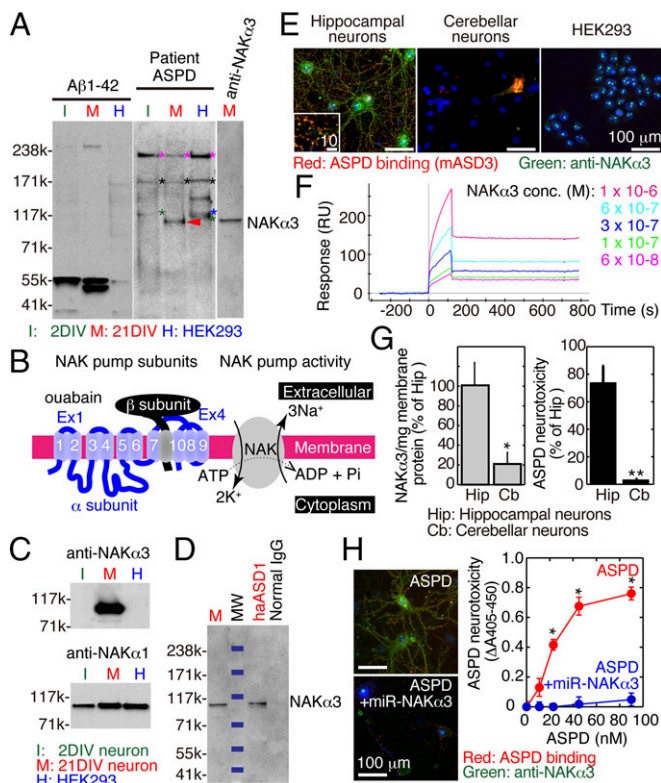 A
Aβ1-42
Patient
ASPD
anti-NAKα3
I M H I M H M
238k-
171k-
117k-
71k-
55k-
41k-
NAKα3
I: 2DIV M: 21DIV H: HEK293
B
NAK pump subunits NAK pump activity
ouabain
Ex1
β subunit
Ex4
Extracellular
3Na⁺
1 2 3 4 5 6 7 10 8 9
NAK
Membrane
ATP
ADP + Pi
2K⁺
α subunit
Cytoplasm
C
anti-NAKα3
I M H
117k-
71k-
anti-NAKα1
I M H
117k-
71k-
I: 2DIV neuron
M: 21DIV neuron
H: HEK293
D
M
MW
haASD1
Normal IgG
238k-
171k-
117k-
71k-
55k-
41k-
NAKα3
E
Hippocampal
neurons
Cerebellar
neurons
HEK293
10
100 μm
Red: ASPD binding (mASD3) Green: anti-NAKα3
F
Response (RU)
200
100
0
NAKα3 conc. (M): 1 x 10-6
6 x 10-7
3 x 10-7
1 x 10-7
6 x 10-8
-200 0 200 400 600 800 Time (s)
G
NAKα3/mg membrane
protein (% of Hip)
100
80
60
40
20
*
Hip Cb
ASPD neurotoxicity
(% of Hip)
100
80
60
40
20
0
**
Hip Cb
Hip: Hippocampal neurons
Cb: Cerebellar neurons
H
ASPD
ASPD
+miR-NAKα3
100 μm
ASPD neurotoxicity
(ΔA405-450)
1.0
0.8
0.6
0.4
0.2
0
ASPD
* * *
ASPD
+miR-NAKα3
0 20 40 60 80 100
ASPD (nM)
Red: ASPD binding
Green: anti-NAKα3